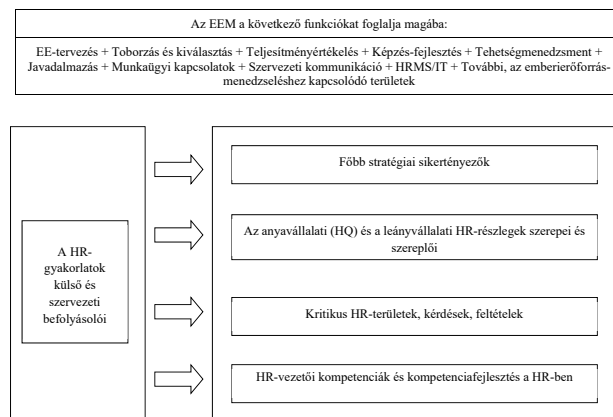 Az EEM a következő funkciókat foglalja magába:
EE-tervezés + Toborzás és kiválasztás + Teljesítményértékelés + Képzés-fejlesztés + Tehetségmenedzsment +
Javadalmazás + Munkaügyi kapcsolatok + Szervezeti kommunikáció + HRMS/IT + További, az emberierőforrás-
menedzseléshez kapcsolódó területek
A HR-
gyakorlatok
külső és
szervezeti
befolyásolói
Főbb stratégiai sikertényezők
Az anyavállalati (HQ) és a leányvállalati HR-részlegek szerepei és
szereplői
Kritikus HR-területek, kérdések, feltételek
HR-vezetői kompetenciák és kompetenciafejlesztés a HR-ben